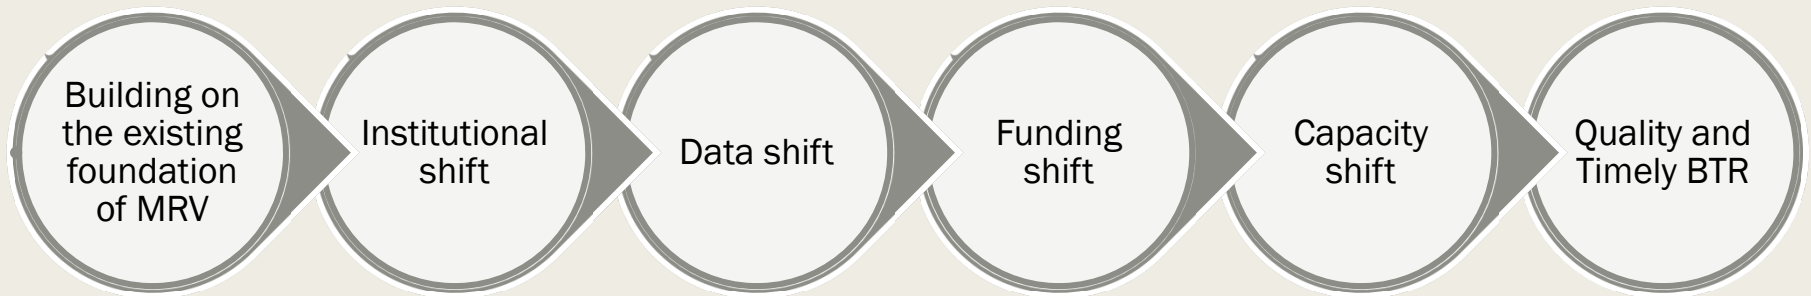 Building on
the existing
foundation
of MRV
Institutional
shift
Data shift
Funding
shift
Capacity
shift
Quality and
Timely BTR